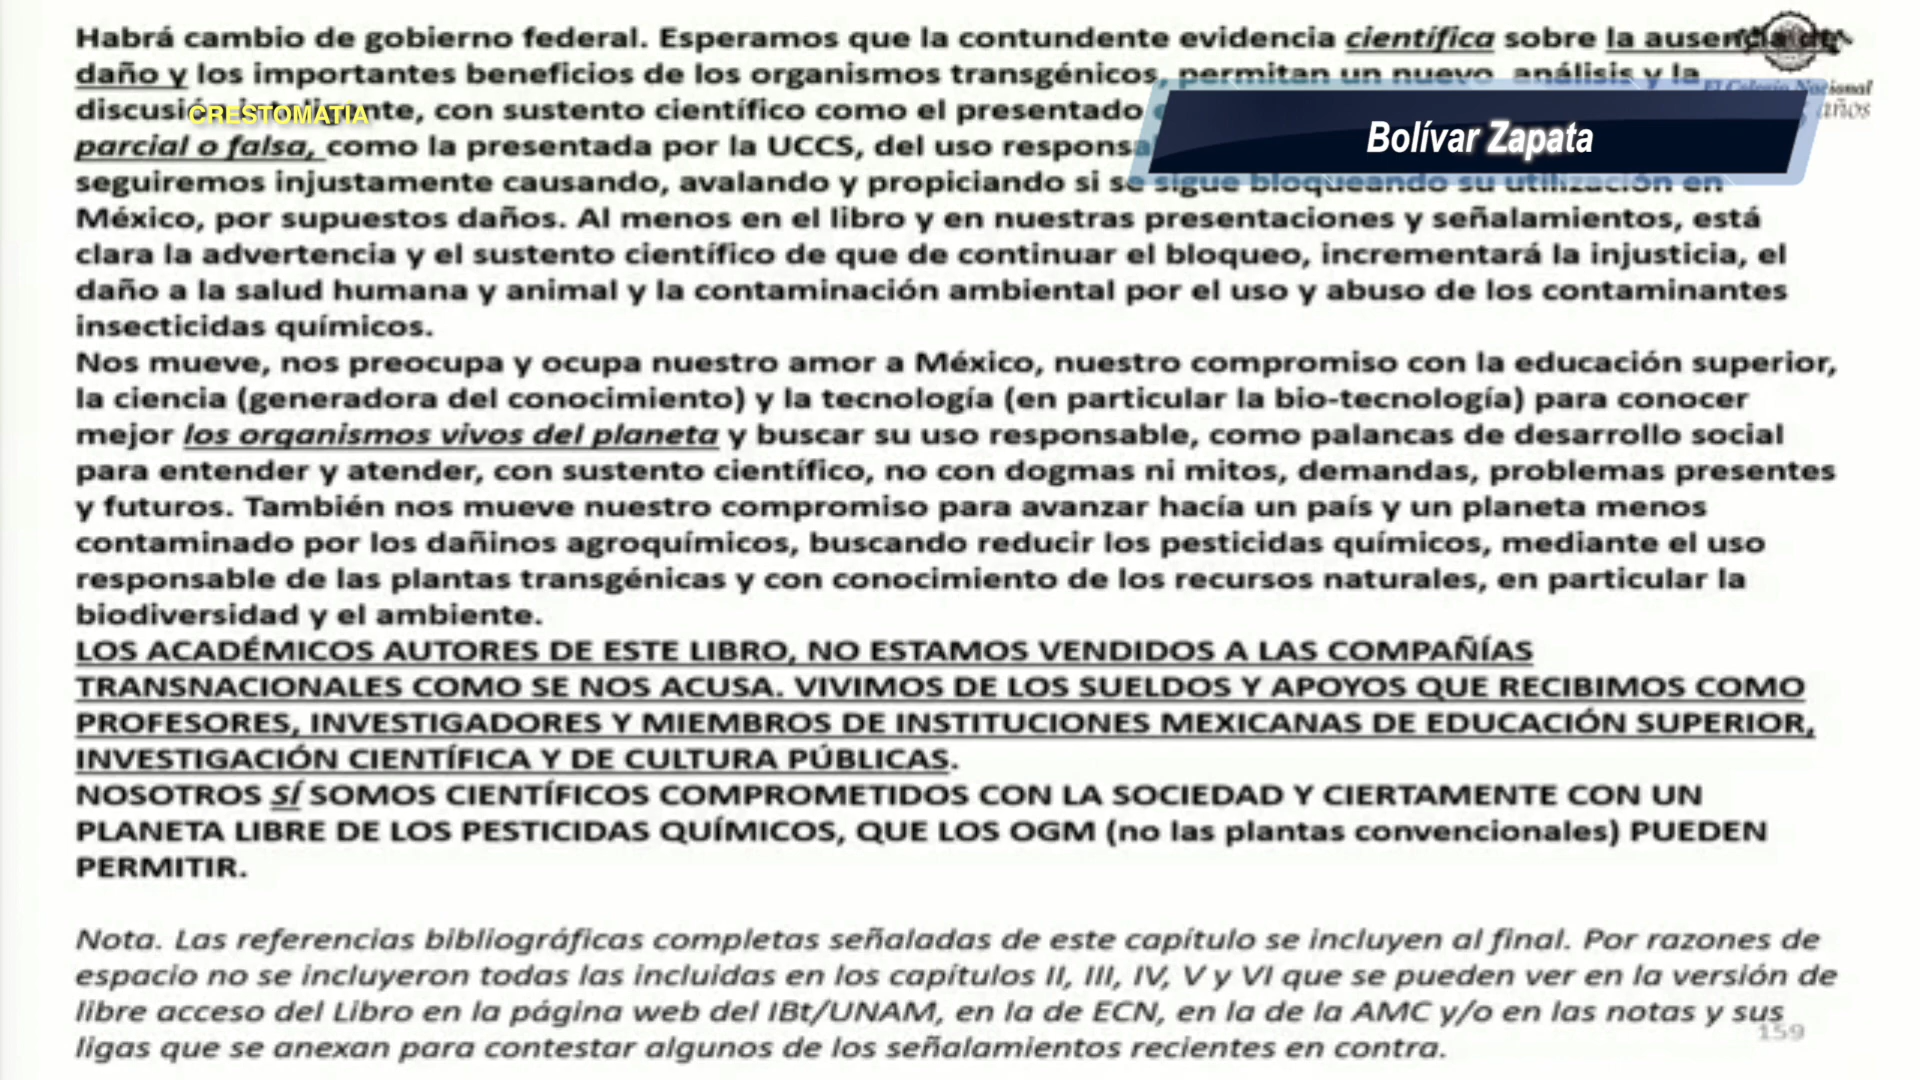 Habrá cambio de gobierno federal. Esperamos que la contundente evidencia científica sobre la ausencia de
daño y los importantes beneficios de los organismos transgénicos, permitan un nuevo análisis y la
CRESTOMATÍA
con sustento científico como el presentado
Bolívar Zapata
parcial o falsa, como la presentada por la UCCS, del uso
seguiremos injustamente causando, avalando y propiciando si se sigue bloqueando su utilización en
México, por supuestos daños. Al menos en el libro y en nuestras presentaciones y señalamientos, está
clara la advertencia y el sustento científico de que de continuar el bloqueo, incrementará la injusticia, el
daño a la salud humana y animal y la contaminación ambiental por el uso y abuso de los contaminantes
insecticidas químicos.
Nos mueve, nos preocupa y ocupa nuestro amor a México, nuestro compromiso con la educación superior,
la ciencia (generadora del conocimiento) y la tecnología (en particular la bio-tecnología) para conocer
mejor los organismos vivos del planeta y buscar su uso responsable, como palancas de desarrollo social
para entender y atender, con sustento científico, no con dogmas ni mitos, demandas, problemas presentes
y futuros. También nos mueve nuestro compromiso para avanzar hacía un país y un planeta menos
contaminado por los dañinos agroquímicos, buscando reducir los pesticidas químicos, mediante el uso
responsable de las plantas transgénicas y con conocimiento de los recursos naturales, en particular la
biodiversidad y el ambiente.
LOS ACADÉMICOS AUTORES DE ESTE LIBRO, NO ESTAMOS VENDIDOS A LAS COMPAÑÍAS
TRANSNACIONALES COMO SE NOS ACUSA. VIVIMOS DE LOS SUELDOS Y APOYOS QUE RECIBIMOS COMO
PROFESORES, INVESTIGADORES Y MIEMBROS DE INSTITUCIONES MEXICANAS DE EDUCACIÓN SUPERIOR,
INVESTIGACIÓN CIENTÍFICA Y DE CULTURA PÚBLICAS.
NOSOTROS SÍ SOMOS CIENTÍFICOS COMPROMETIDOS CON LA SOCIEDAD Y CIERTAMENTE CON UN
PLANETA LIBRE DE LOS PESTICIDAS QUÍMICOS, QUE LOS OGM (no las plantas convencionales) PUEDEN
PERMITIR.
Nota. Las referencias bibliográficas completas señaladas de este capítulo se incluyen al final. Por razones de
espacio no se incluyeron todas las incluidas en los capítulos II, III, IV, V y VI que se pueden ver en la versión de
libre acceso del Libro en la página web del IBt/UNAM, en la de ECN, en la de la AMC y/o en las notas y sus
ligas que se anexan para contestar algunos de los señalamientos recientes en contra.
159